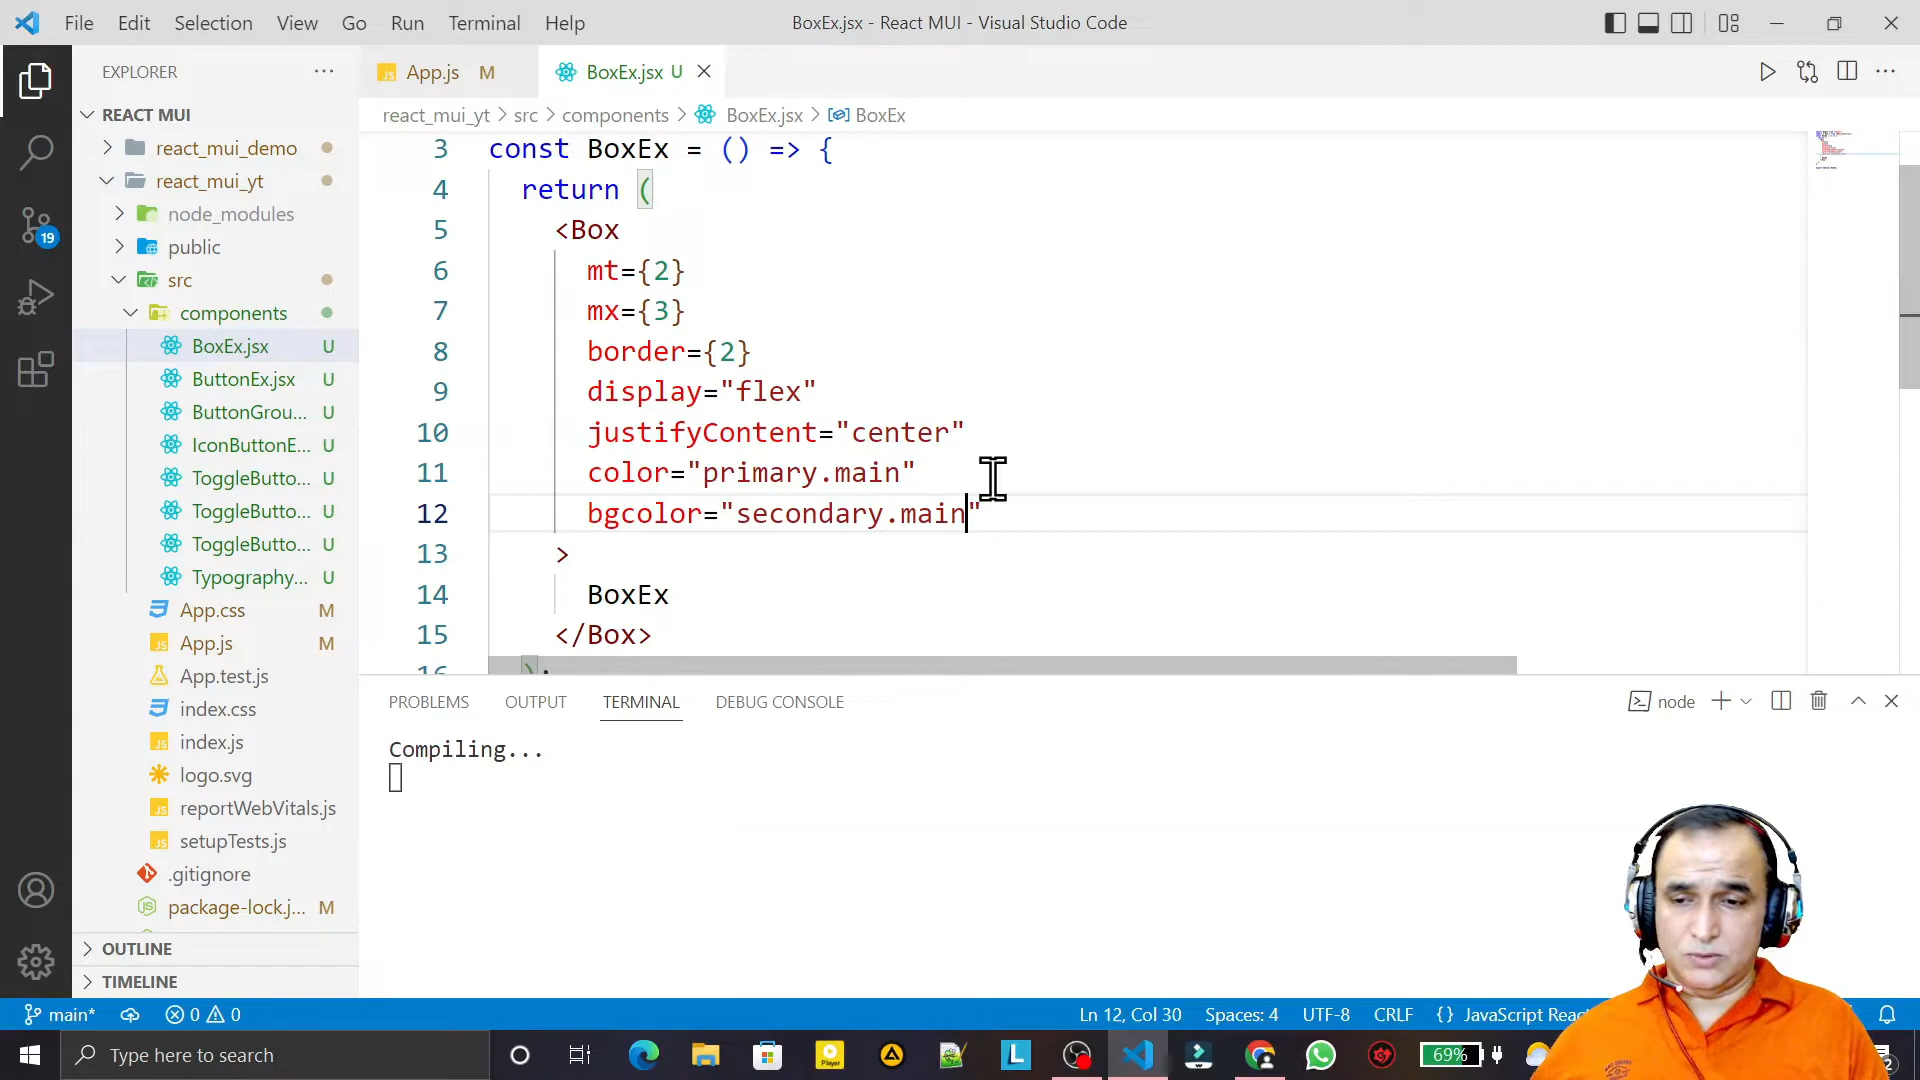 File Edit Selection View Go Run Terminal Help
BoxEx.jsx - React MUI - Visual Studio Code
EXPLORER
App.js M
BoxEx.jsx U
react_mui_yt > src > components > BoxEx.jsx > BoxEx
REACT MUI
react_mui_demo
react_mui_yt
node_modules
public
src
components
BoxEx.jsx U
ButtonEx.jsx U
ButtonGrou... U
IconButtonE... U
ToggleButto... U
ToggleButto... U
ToggleButto... U
Typography... U
App.css M
App.js M
App.test.js
index.css
index.js
logo.svg
reportWebVitals.js
setupTests.js
.gitignore
package-lock.j... M
OUTLINE
TIMELINE
19
3 const BoxEx = () => {
4 return (
5 <Box
6 mt={2}
7 mx={3}
8 border={2}
9 display="flex"
10 justifyContent="center"
11 color="primary.main"
12 bgcolor="secondary.main"
13 >
14 BoxEx
15 </Box>
16 );
PROBLEMS OUTPUT TERMINAL DEBUG CONSOLE
node
Compiling...
main* 0 0
Ln 12, Col 30 Spaces: 4 UTF-8 CRLF {} JavaScript Reac
Type here to search
69%